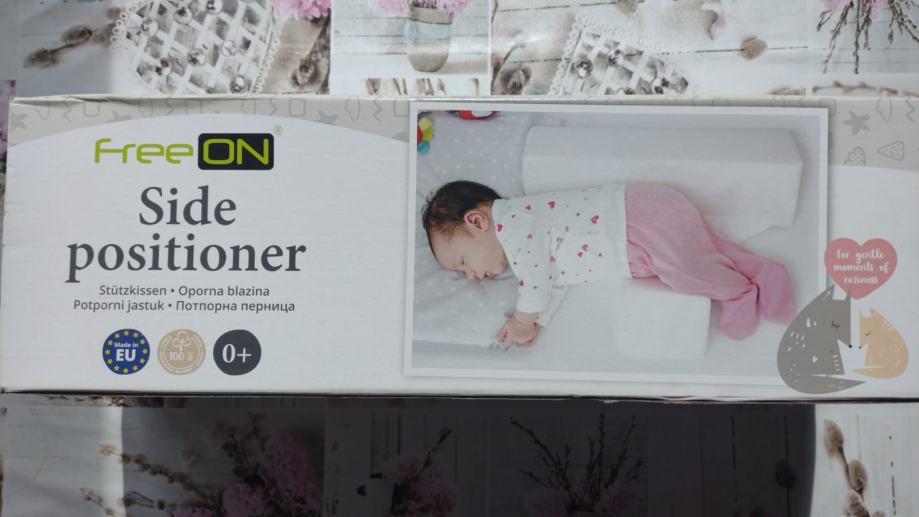 FreeON®
Side
positioner
Stützkissen • Oporna blazina
Potporni jastuk • Потпорна перница
Made in
EU
100 %
0+
For gentle
moments of
coziness